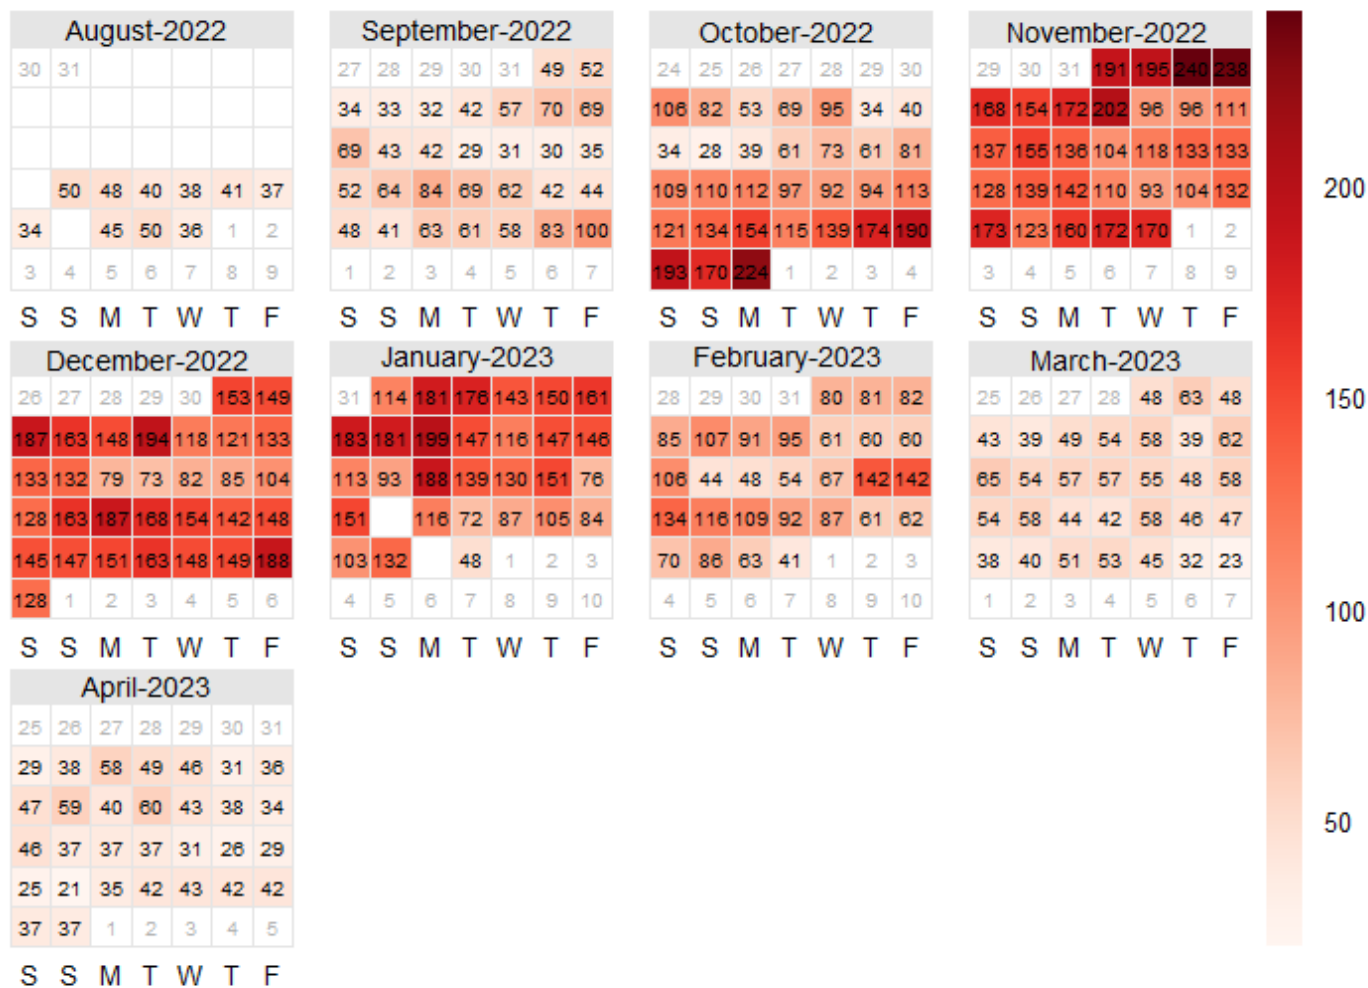 August-2022 September-2022 October-2022 November-2022
30 31 27 28 29 30 31 49 52 24 25 26 27 28 29 30 29 30 31 191 195 240 238
34 33 32 42 57 70 69 106 82 53 69 95 34 40 168 154 172 202 96 96 111
69 43 42 29 31 30 35 34 28 39 61 73 61 81 137 155 136 104 118 133 133
50 48 40 38 41 37 52 64 84 69 62 42 44 109 110 112 97 92 94 113 128 139 142 110 93 104 132 200
34 45 50 36 1 2 48 41 63 61 58 83 100 121 134 154 115 139 174 190 173 123 160 172 170 1 2
3 4 5 6 7 8 9 1 2 3 4 5 6 7 193 170 224 1 2 3 4 3 4 5 6 7 8 9
S S M T W T F S S M T W T F S S M T W T F S S M T W T F
December-2022 January-2023 February-2023 March-2023
26 27 28 29 30 153 149 31 114 181 176 143 150 161 28 29 30 31 80 81 82 25 26 27 28 48 63 48 150
187 163 148 194 118 121 133 183 181 199 147 116 147 146 85 107 91 95 61 60 60 43 39 49 54 58 39 62
133 132 79 73 82 85 104 113 93 188 139 130 151 76 106 44 48 54 67 142 142 65 54 57 57 55 48 58
128 163 187 168 154 142 148 151 116 72 87 105 84 134 116 109 92 87 61 62 54 58 44 42 58 46 47
145 147 151 163 148 149 188 103 132 48 1 2 3 70 86 63 41 1 2 3 38 40 51 53 45 32 23
128 1 2 3 4 5 6 4 5 6 7 8 9 10 4 5 6 7 8 9 10 1 2 3 4 5 6 7 100
S S M T W T F S S M T W T F S S M T W T F S S M T W T F
April-2023
25 26 27 28 29 30 31
29 38 58 49 46 31 36
47 59 40 60 43 38 34 50
46 37 37 37 31 26 29
25 21 35 42 43 42 42
37 37 1 2 3 4 5
S S M T W T F